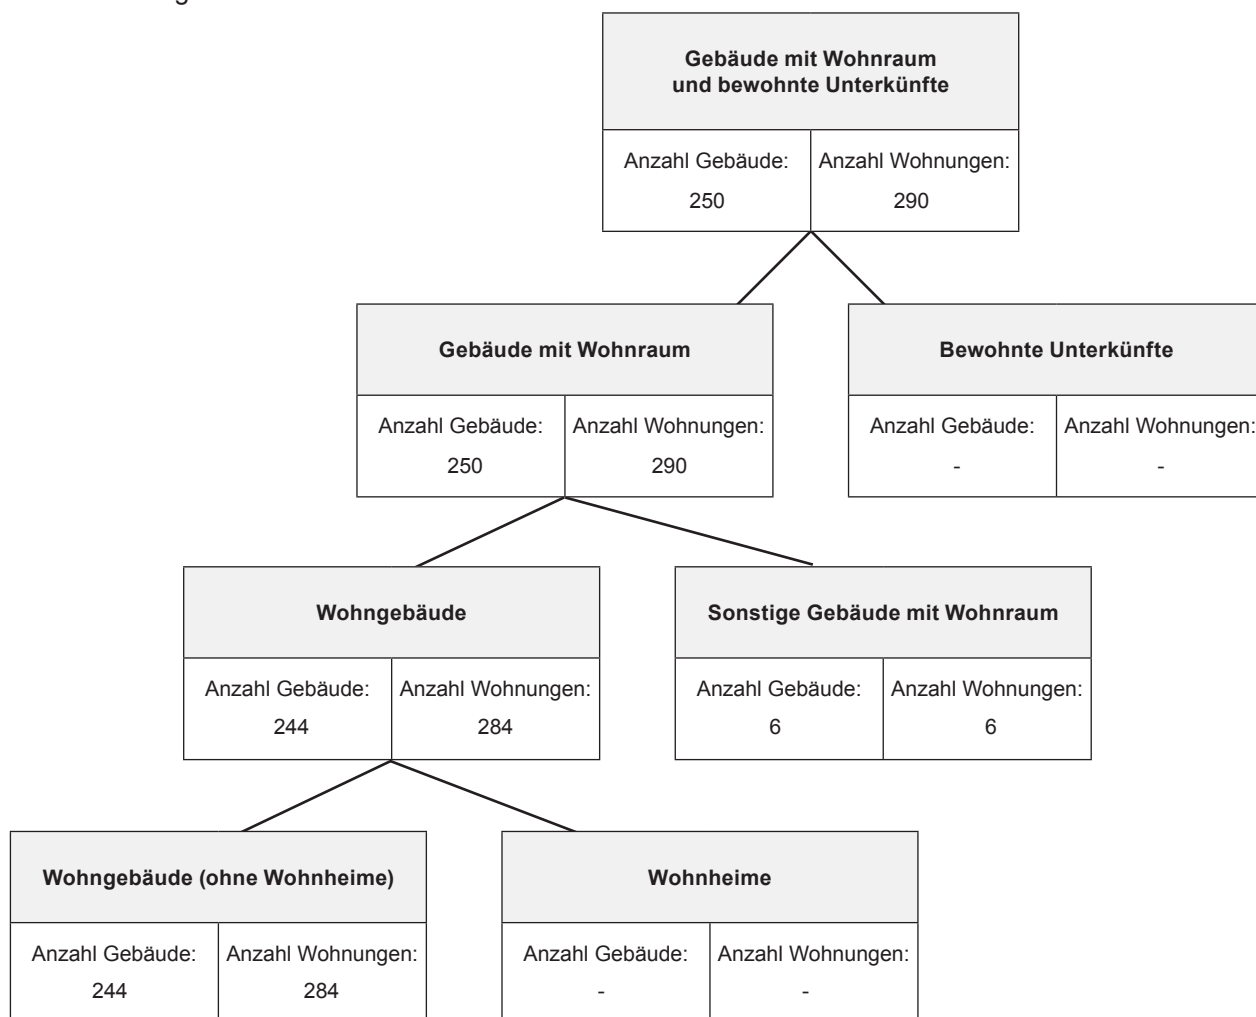 Gebäude mit Wohnraum
und bewohnte Unterkünfte
Anzahl Gebäude: Anzahl Wohnungen:
250 290
Gebäude mit Wohnraum Bewohnte Unterkünfte
Anzahl Gebäude: Anzahl Wohnungen: Anzahl Gebäude: Anzahl Wohnungen:
250 290 - -
Wohngebäude Sonstige Gebäude mit Wohnraum
Anzahl Gebäude: Anzahl Wohnungen: Anzahl Gebäude: Anzahl Wohnungen:
244 284 6 6
Wohngebäude (ohne Wohnheime) Wohnheime
Anzahl Gebäude: Anzahl Wohnungen: Anzahl Gebäude: Anzahl Wohnungen:
244 284 - -